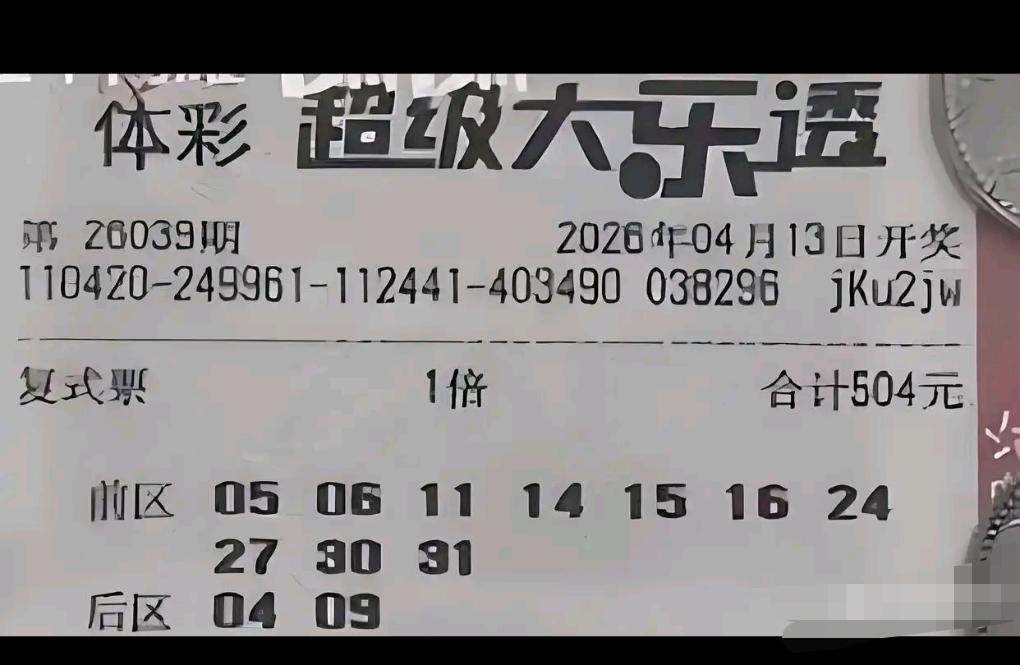 体彩 超级大乐透
第 26039期 2026年04月13日开奖
110420-249961-112441-403490 038296 jKu2jw
复式票 1倍 合计504元
前区 05 06 11 14 15 16 24
27 30 31
后区 04 09